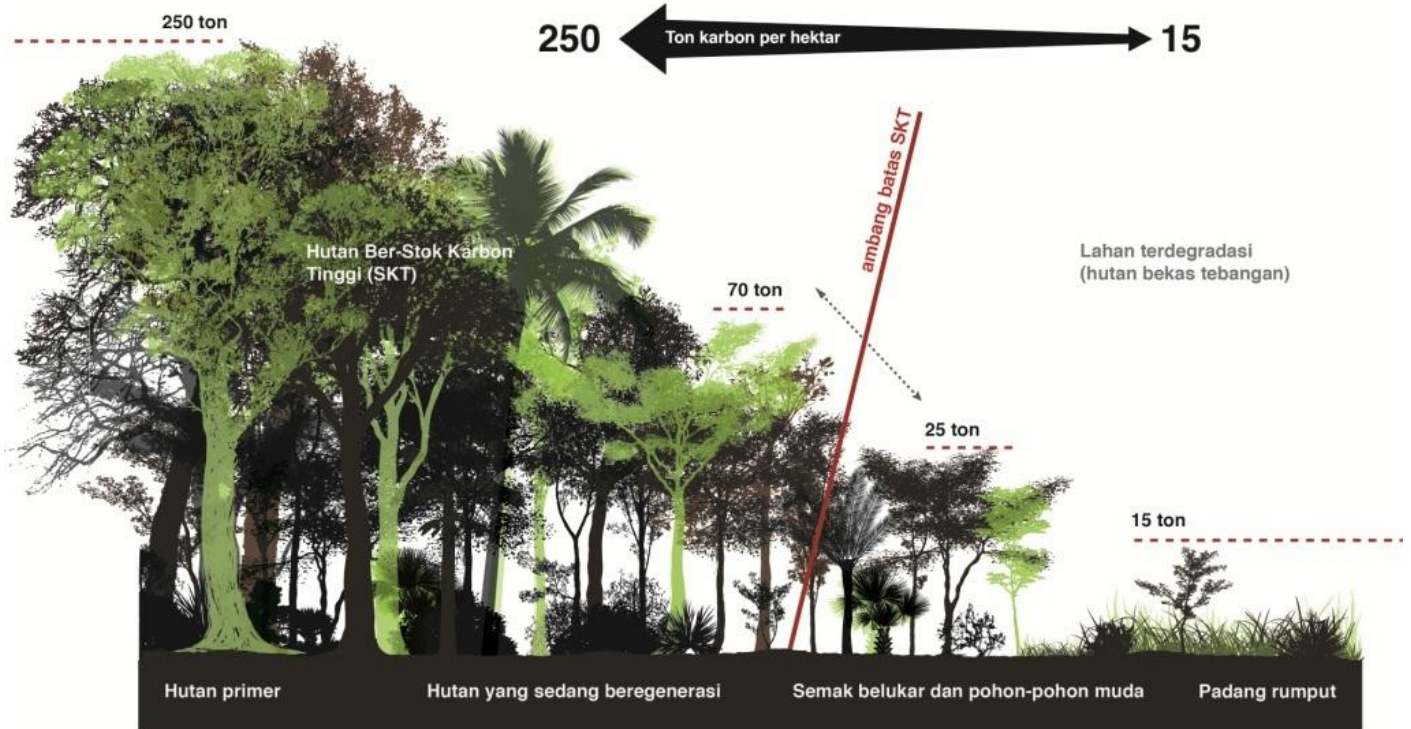 250 ton
250
Ton karbon per hektar
15
ambang batas SKT
Hutan Ber-Stok Karbon
Tinggi (SKT)
Lahan terdegradasi
(hutan bekas tebangan)
70 ton
25 ton
15 ton
Hutan primer
Hutan yang sedang beregenerasi
Semak belukar dan pohon-pohon muda
Padang rumput